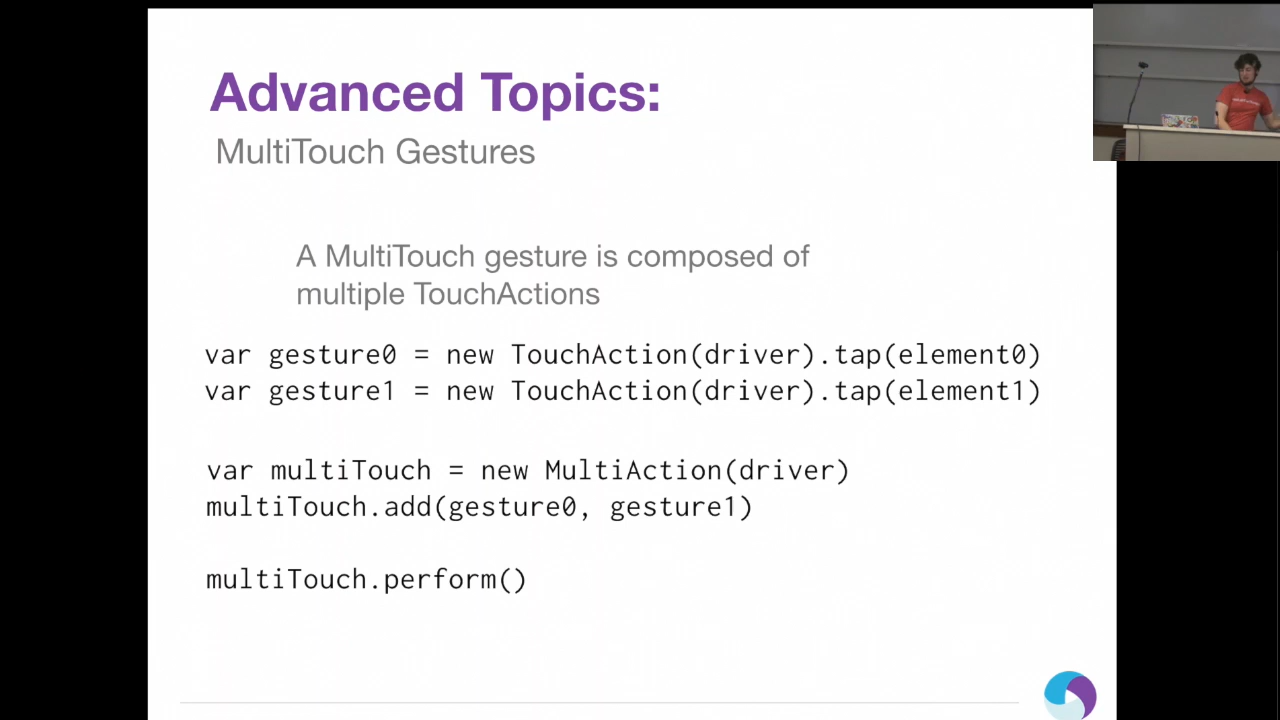 Advanced Topics:
MultiTouch Gestures
A MultiTouch gesture is composed of
multiple TouchActions
var gesture0 = new TouchAction(driver).tap(element0)
var gesture1 = new TouchAction(driver).tap(element1)
var multiTouch = new MultiAction(driver)
multiTouch.add(gesture0, gesture1)
multiTouch.perform()